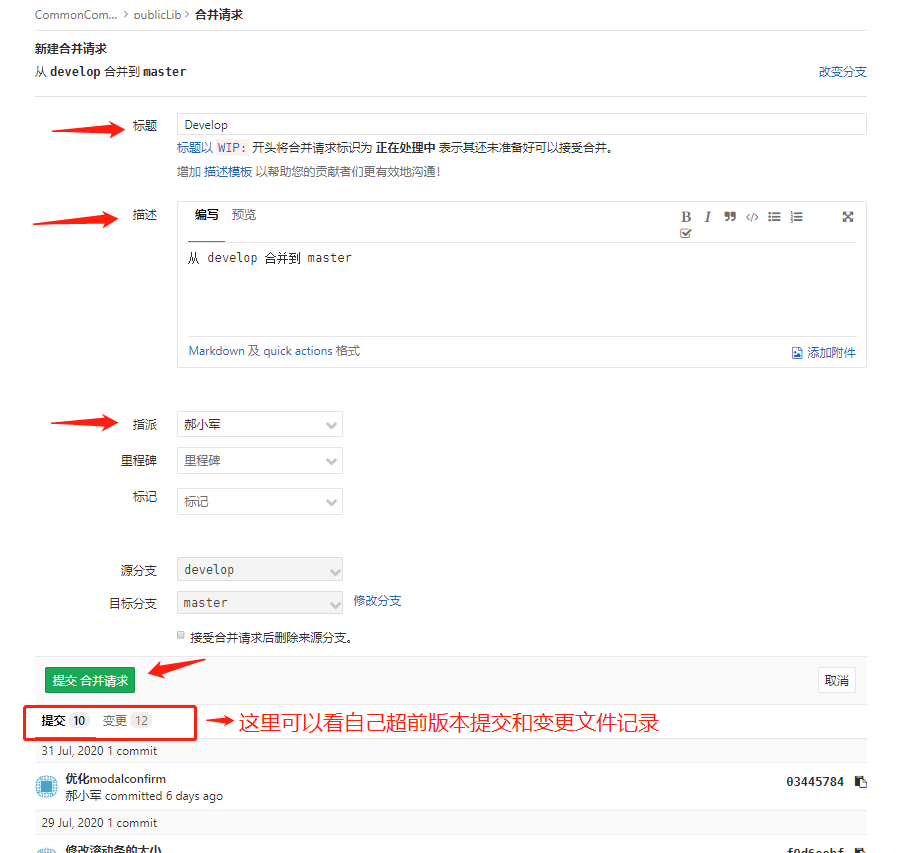 CommonCom... > publicLib > 合并请求
新建合并请求
从 develop 合并到 master
改变分支
标题
Develop
标题以 WIP: 开头将合并请求标识为 正在处理中 表示其还未准备好可以接受合并。
增加 描述模板 以帮助您的贡献者们更有效地沟通！
描述
编写 预览
从 develop 合并到 master
Markdown 及 quick actions 格式
添加附件
指派
郝小军
里程碑
里程碑
标记
标记
源分支
develop
目标分支
master
修改分支
接受合并请求后删除来源分支。
提交 合并请求
取消
提交 10 变更 12
这里可以看自己超前版本提交和变更文件记录
31 Jul, 2020 1 commit
优化modalconfirm
03445784
郝小军 committed 6 days ago
29 Jul, 2020 1 commit
修改滚动条的大小